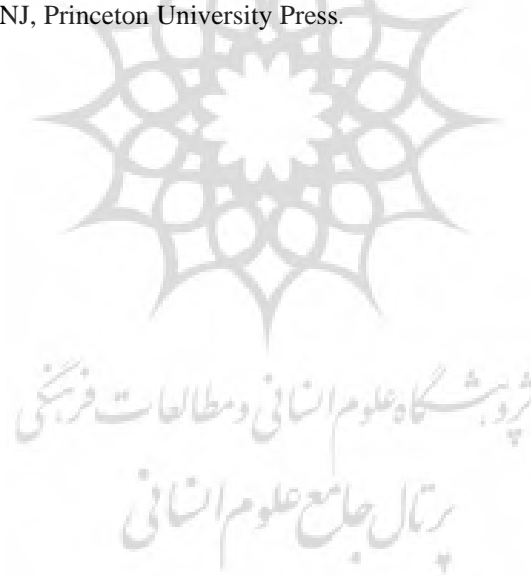 NJ, Princeton University Press.
پژوهشگاه علوم انسانی و مطالعات فرهنگی
پرتال جامع علوم انسانی